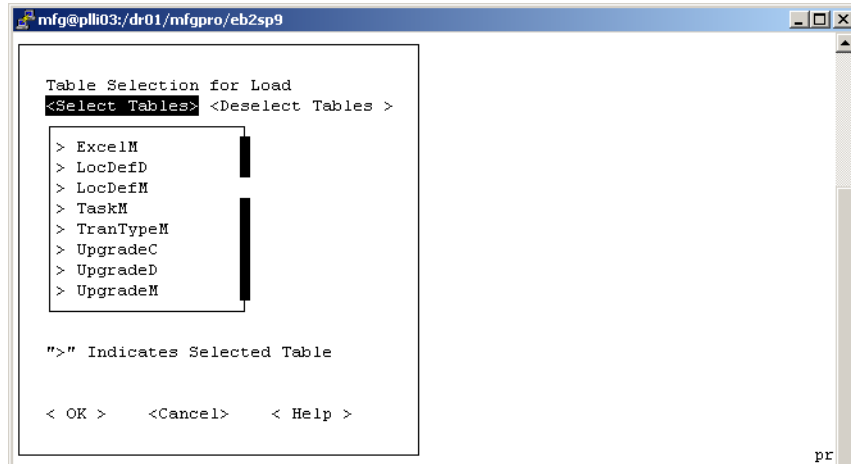 mfg@plli03:/dr01/mfgpro/eb2sp9
Table Selection for Load
<Select Tables> <Deselect Tables >
> ExcelM
> LocDefD
> LocDefM
> TaskM
> TranTypeM
> UpgradeC
> UpgradeD
> UpgradeM
">" Indicates Selected Table
< OK > <Cancel> < Help >
pr